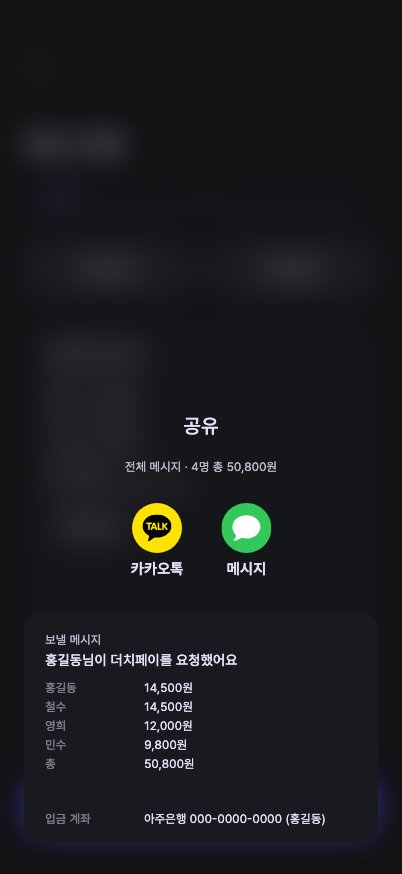 공유
전체 메시지 · 4명 총 50,800원
TALK
카카오톡 메시지
보낼 메시지
홍길동님이 더치페이를 요청했어요
홍길동 14,500원
철수 14,500원
영희 12,000원
민수 9,800원
총 50,800원
입금 계좌 아주은행 000-0000-0000 (홍길동)